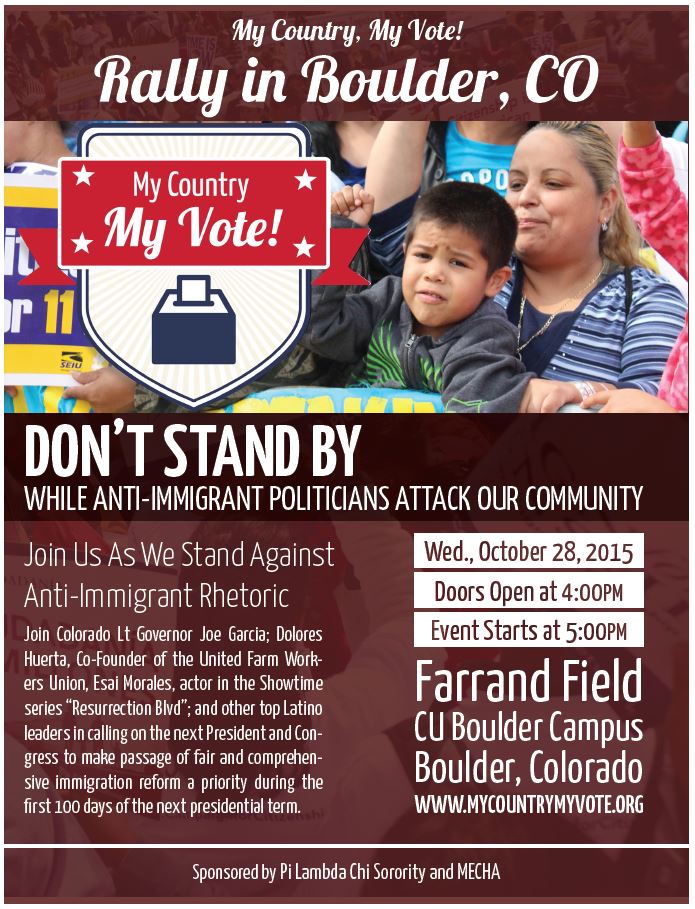 My Country, My Vote!
Rally in Boulder, CO
My Country
My Vote!
or 11
SEIU
DON'T STAND BY
WHILE ANTI-IMMIGRANT POLITICIANS ATTACK OUR COMMUNITY
Join Us As We Stand Against
Anti-Immigrant Rhetoric
Join Colorado Lt Governor Joe Garcia; Dolores
Huerta, Co-Founder of the United Farm Work-
ers Union, Esai Morales, actor in the Showtime
series "Resurrection Blvd"; and other top Latino
leaders in calling on the next President and Con-
gress to make passage of fair and comprehen-
sive immigration reform a priority during the
first 100 days of the next presidential term.
Wed., October 28, 2015
Doors Open at 4:00PM
Event Starts at 5:00PM
Farrand Field
CU Boulder Campus
Boulder, Colorado
WWW.MYCOUNTRYMYVOTE.ORG
Sponsored by Pi Lambda Chi Sorority and MECHA